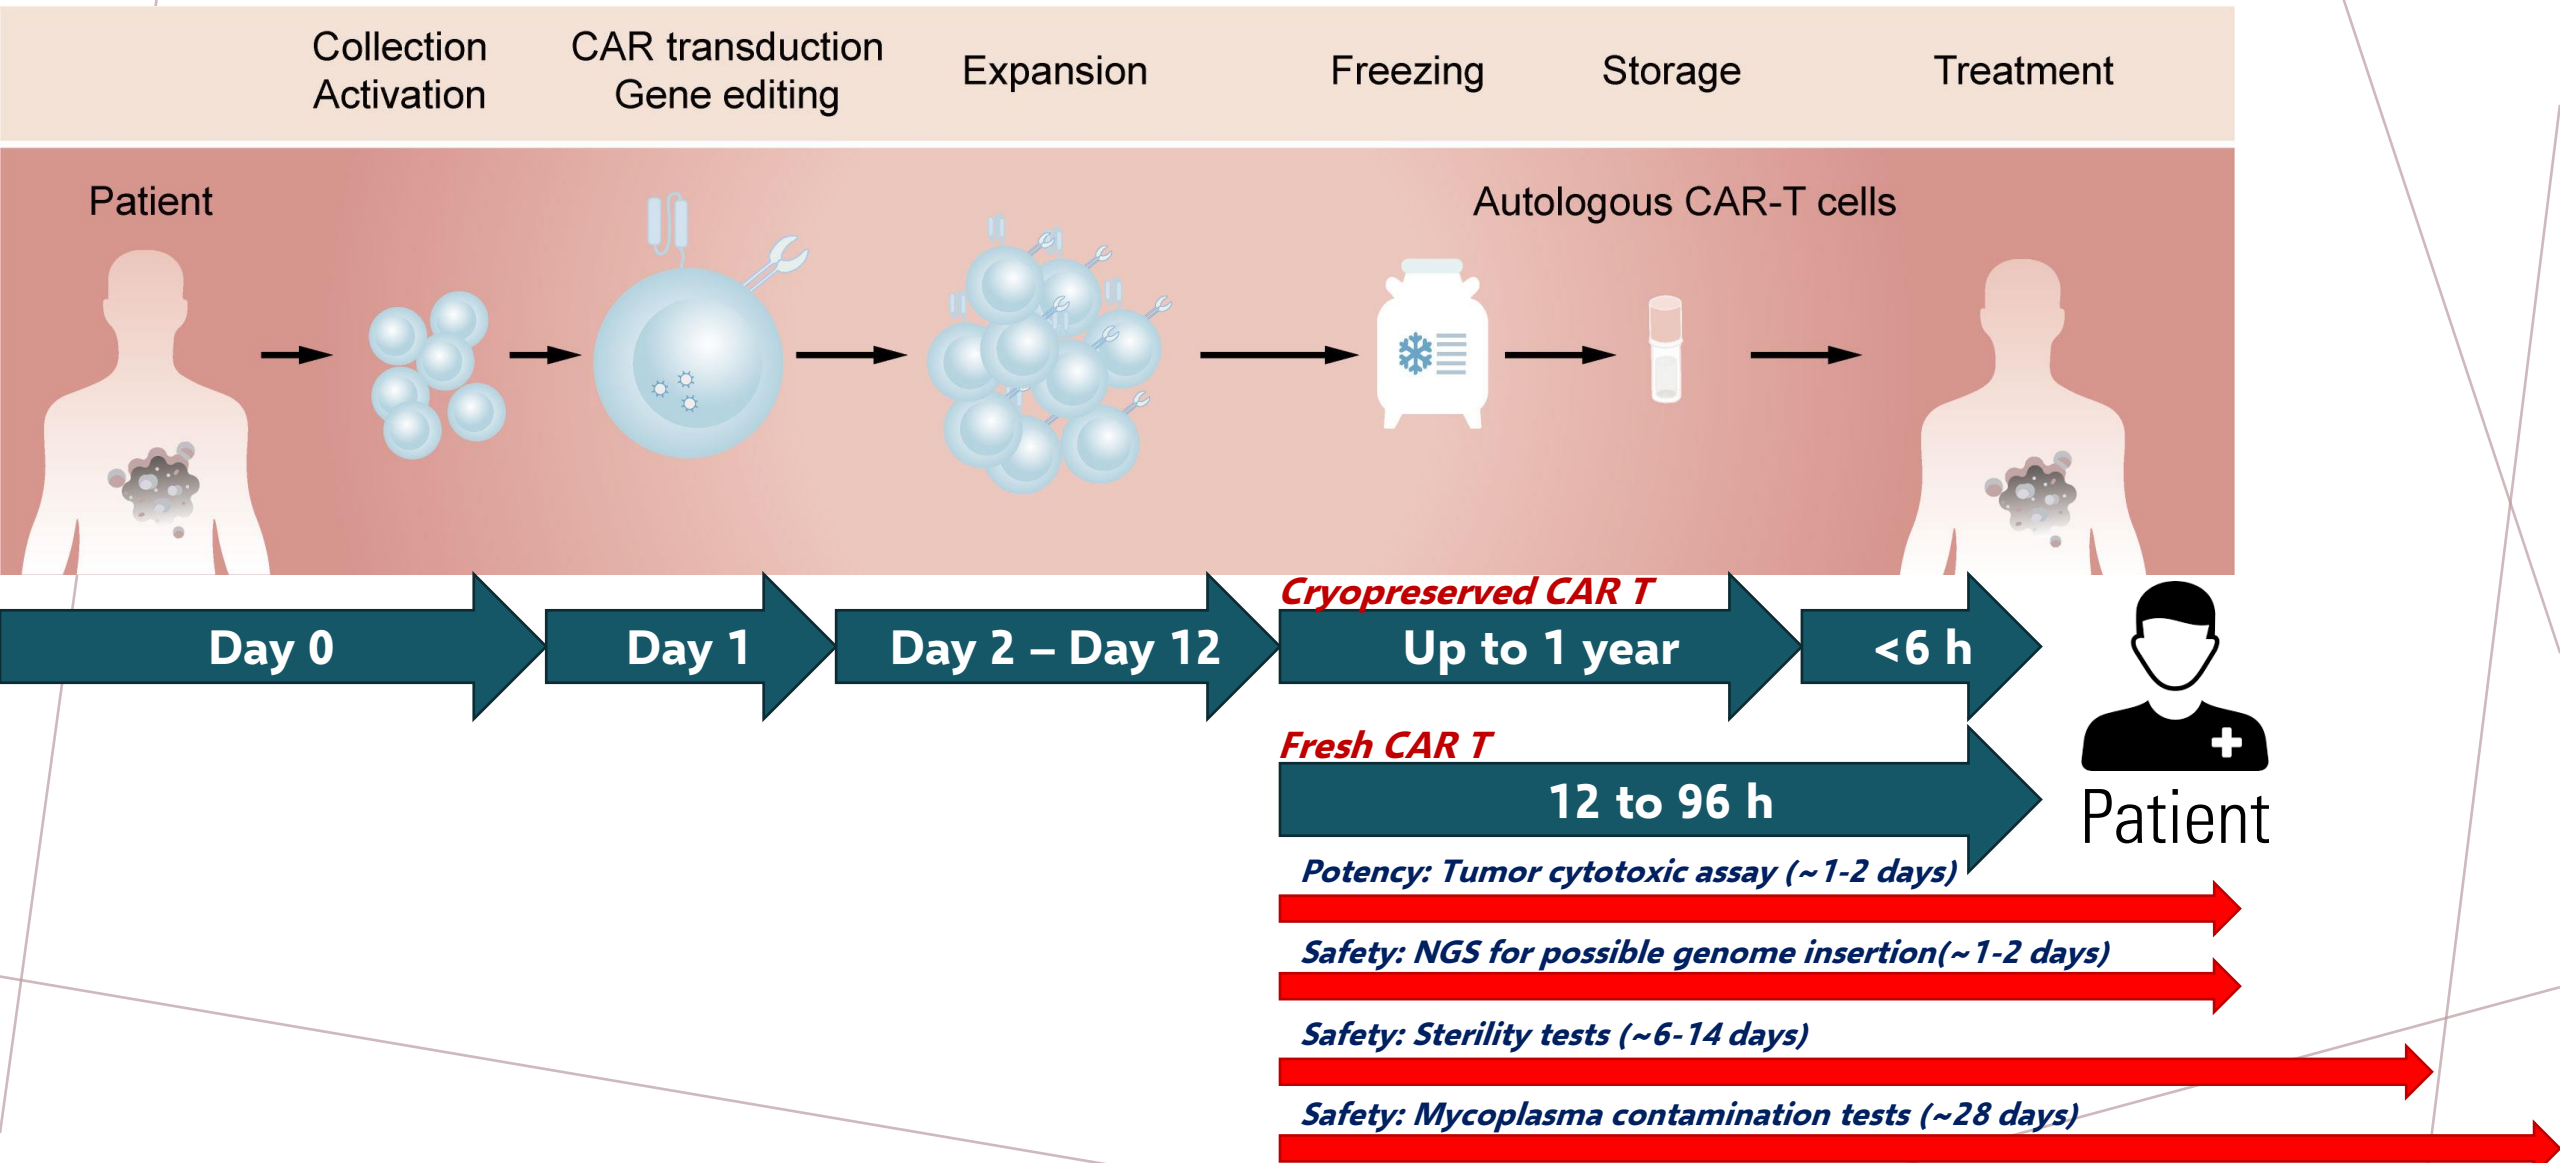 Collection
Activation
CAR transduction
Gene editing
Expansion
Freezing
Storage
Treatment
Patient
Autologous CAR-T cells
Cryopreserved CAR T
Day 0
Day 1
Day 2 – Day 12
Up to 1 year
<6 h
Fresh CAR T
12 to 96 h
Patient
Potency: Tumor cytotoxic assay (~1-2 days)
Safety: NGS for possible genome insertion(~1-2 days)
Safety: Sterility tests (~6-14 days)
Safety: Mycoplasma contamination tests (~28 days)